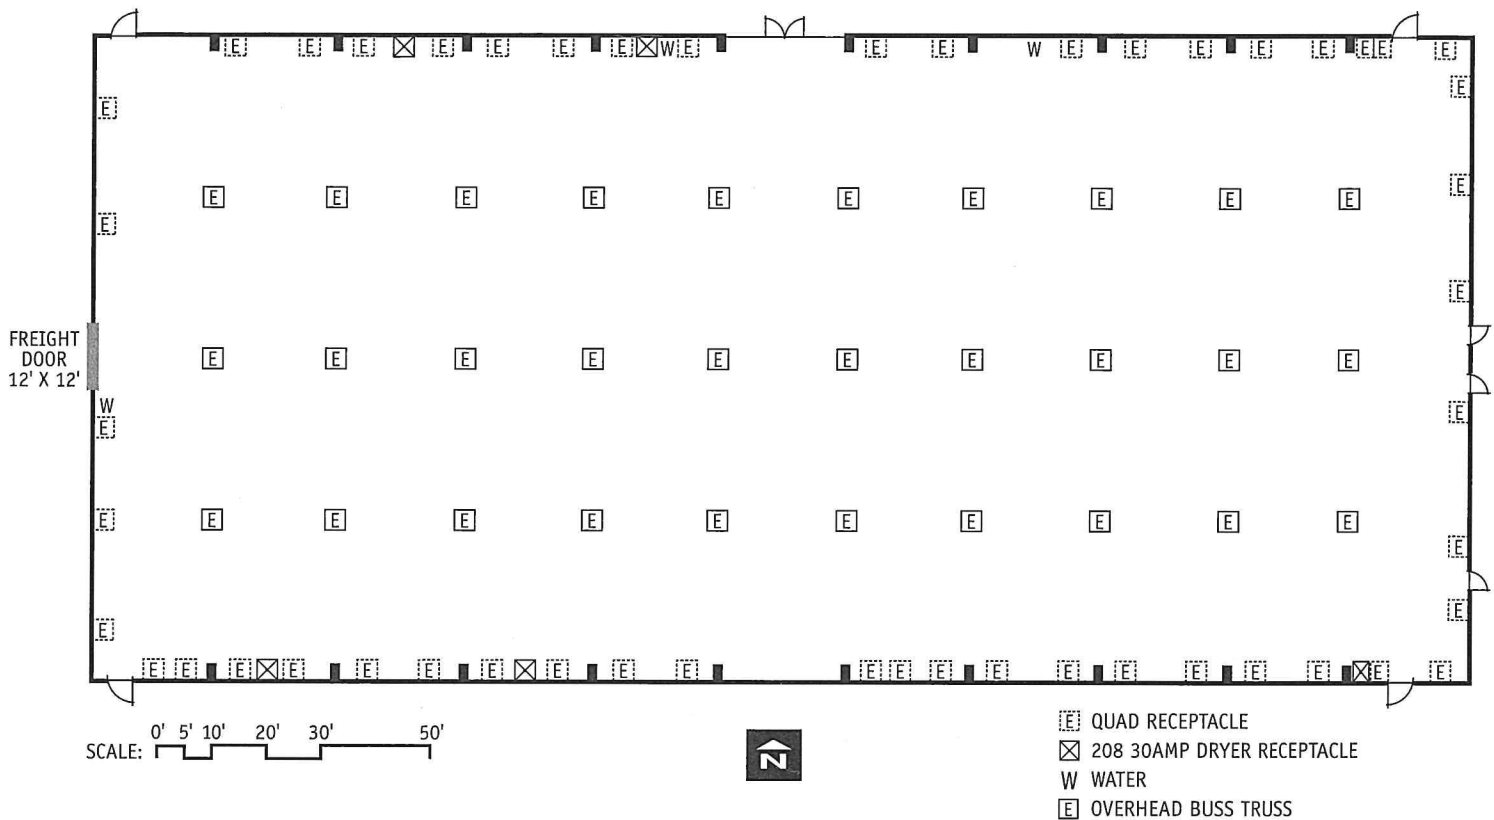 E E E E E E E W E E E W E E E E E E E
E
E
E
E E E E E E E E E E
E
E
FREIGHT
DOOR
12' X 12'
E E E E E E E E E E
W
E
E
E E E E E E E E E E E
E
E
E
E E E E E E E E E E E E E E E E E E E E E
SCALE: 0' 5' 10' 20' 30' 50'
N
E QUAD RECEPTACLE
208 30AMP DRYER RECEPTACLE
W WATER
E OVERHEAD BUSS TRUSS